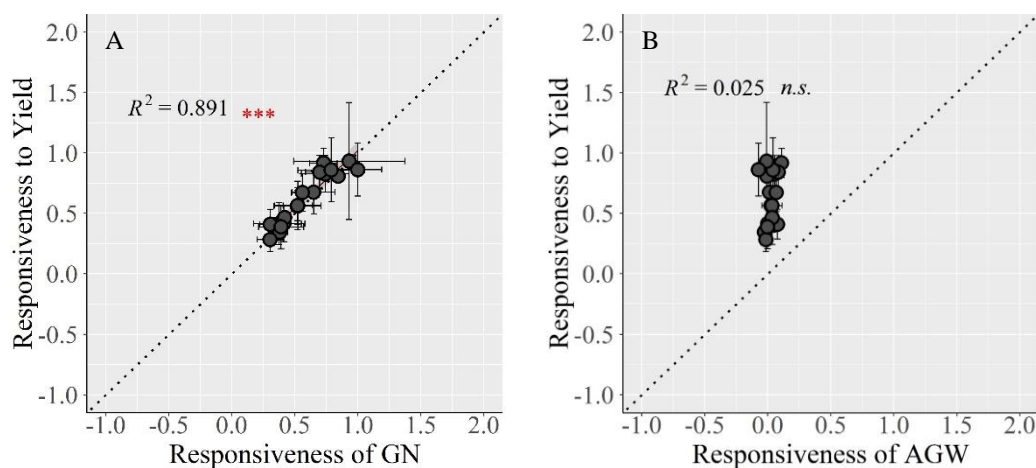 A
R² = 0.891 ***
Responsiveness to Yield
2.0
1.5
1.0
0.5
0.0
-0.5
-1.0
-1.0 -0.5 0.0 0.5 1.0 1.5 2.0
Responsiveness of GN
B
R² = 0.025 n.s.
Responsiveness to Yield
2.0
1.5
1.0
0.5
0.0
-0.5
-1.0
-1.0 -0.5 0.0 0.5 1.0 1.5 2.0
Responsiveness of AGW